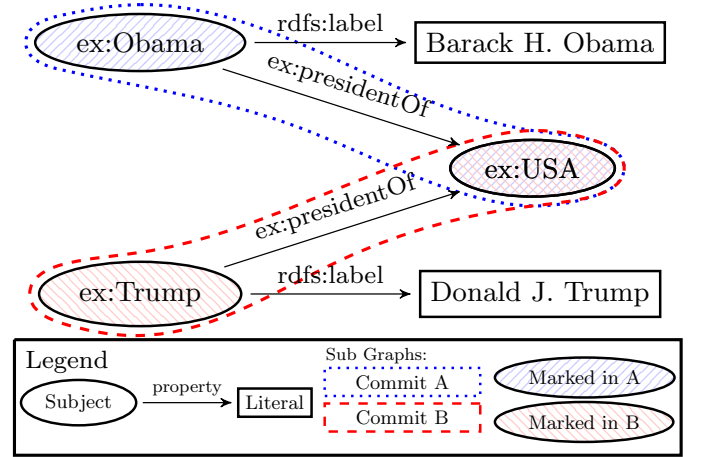 ex:Obama
rdfs:label
Barack H. Obama
ex:presidentOf
ex:USA
ex:presidentOf
ex:Trump
rdfs:label
Donald J. Trump
Legend
Subject
property
Literal
Sub Graphs:
Commit A
Commit B
Marked in A
Marked in B